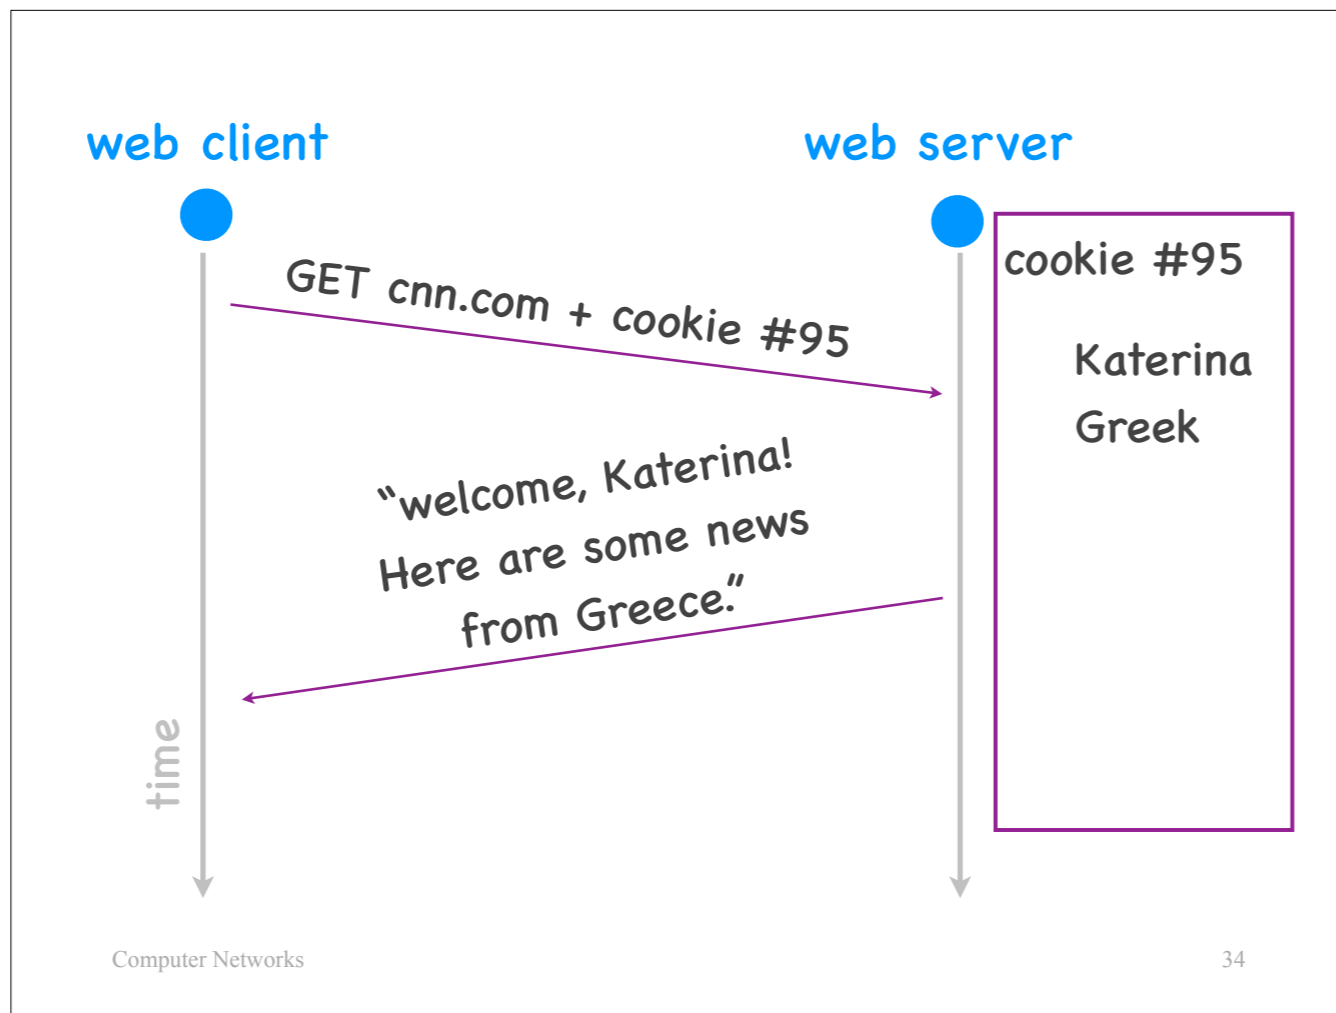 web client
web server
GET cnn.com + cookie #95
cookie #95
Katerina
Greek
“welcome, Katerina!
Here are some news
from Greece.”
time
Computer Networks
34